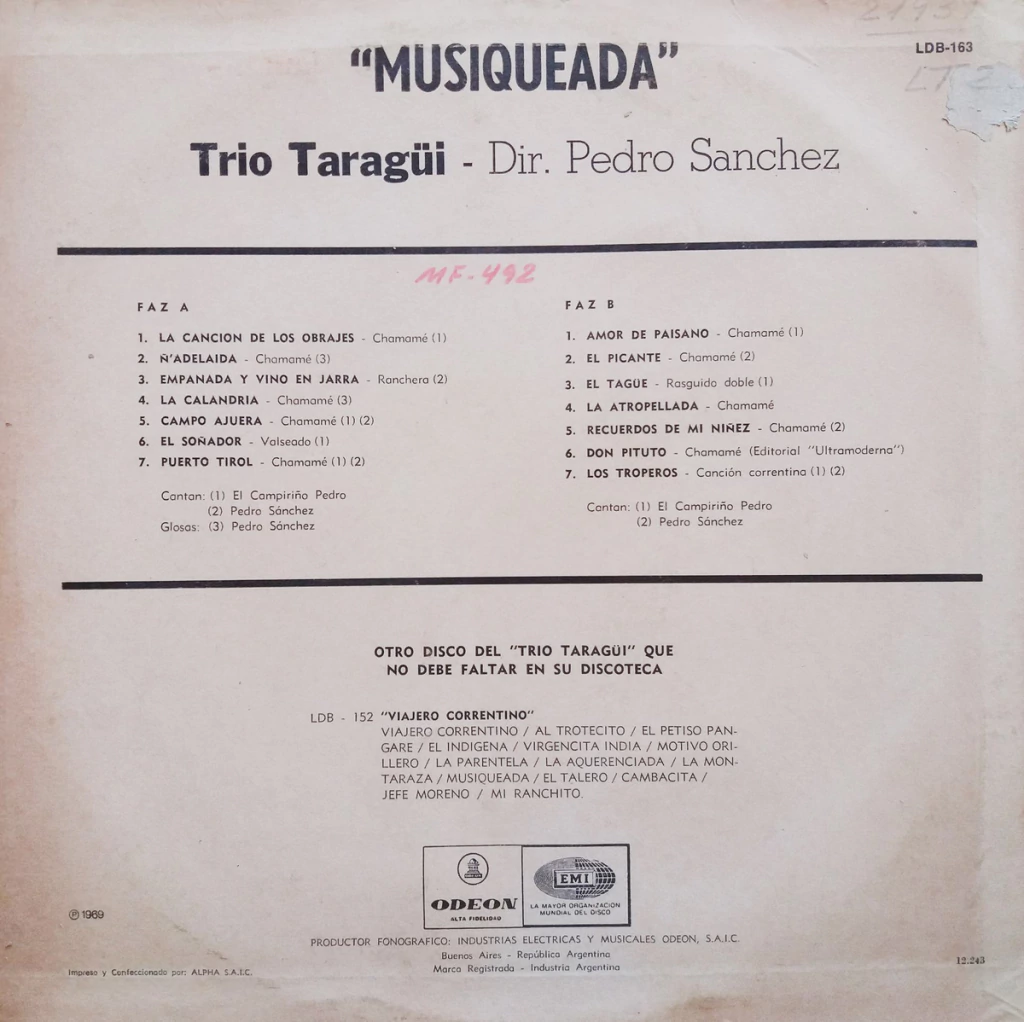 21931
LDB-163
"MUSIQUEADA"
Trio Taragüi - Dir. Pedro Sanchez
MF-492
FAZ A
1. LA CANCION DE LOS OBRAJES - Chamamé (1)
2. Ñ'ADELAIDA - Chamamé (3)
3. EMPANADA Y VINO EN JARRA - Ranchera (2)
4. LA CALANDRIA - Chamamé (3)
5. CAMPO AJUERA - Chamamé (1) (2)
6. EL SOÑADOR - Valseado (1)
7. PUERTO TIROL - Chamamé (1) (2)
Cantan: (1) El Campiriño Pedro
(2) Pedro Sánchez
Glosas: (3) Pedro Sánchez
FAZ B
1. AMOR DE PAISANO - Chamamé (1)
2. EL PICANTE - Chamamé (2)
3. EL TAGÜE - Rasguido doble (1)
4. LA ATROPELLADA - Chamamé
5. RECUERDOS DE MI NIÑEZ - Chamamé (2)
6. DON PITUTO - Chamamé (Editorial "Ultramoderna")
7. LOS TROPEROS - Canción correntina (1) (2)
Cantan: (1) El Campiriño Pedro
(2) Pedro Sánchez
OTRO DISCO DEL "TRIO TARAGÜI" QUE
NO DEBE FALTAR EN SU DISCOTECA
LDB - 152 "VIAJERO CORRENTINO"
VIAJERO CORRENTINO / AL TROTECITO / EL PETISO PAN-
GARE / EL INDIGENA / VIRGENCITA INDIA / MOTIVO ORI-
LLERO / LA PARENTELA / LA AQUERENCIADA / LA MON-
TARAZA / MUSIQUEADA / EL TALERO / CAMBACITA /
JEFE MORENO / MI RANCHITO.
ODEON
ALTA FIDELIDAD
EMI
LA MAYOR ORGANIZACION
MUNDIAL DEL DISCO
℗ 1969
PRODUCTOR FONOGRAFICO: INDUSTRIAS ELECTRICAS Y MUSICALES ODEON, S.A.I.C.
Buenos Aires - República Argentina
Marca Registrada - Industria Argentina
Impreso y Confeccionado por: ALPHA S.A.I.C.
12.243